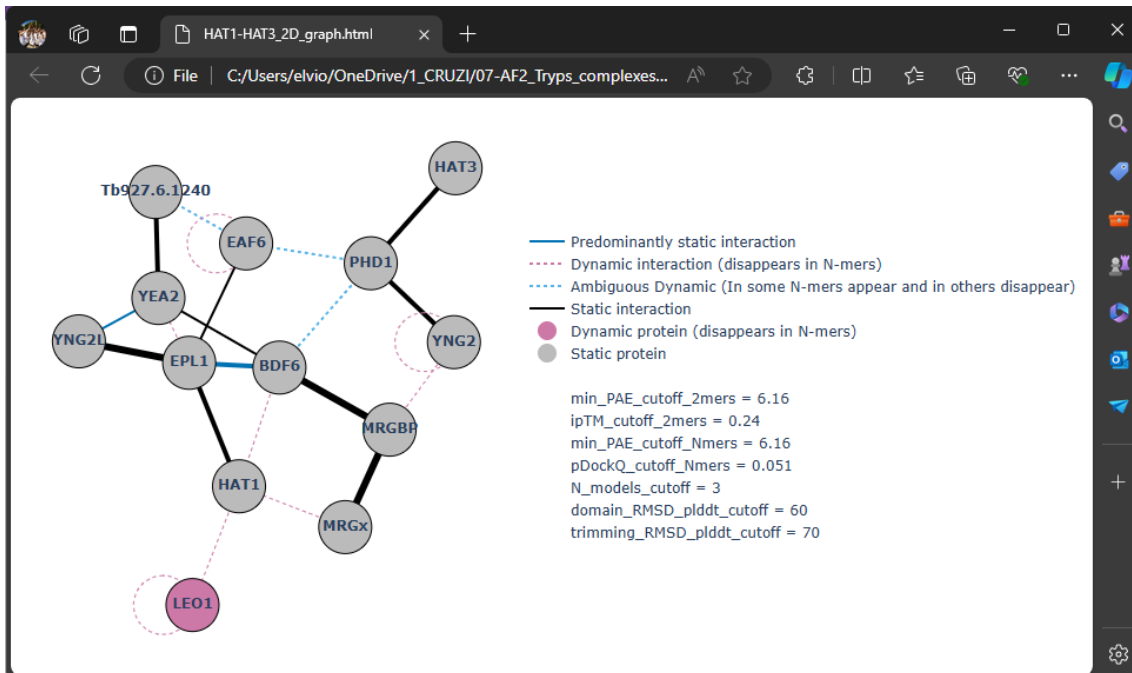 HAT1-HAT3_2D_graph.html
File
C:/Users/elvio/OneDrive/1_CRUZI/07-AF2_Tryps_complexes...
HAT3
Tb927.6.1240
EAF6
PHD1
YEA2
YNG2L
EPL1
BDF6
YNG2
MRGBP
HAT1
MRGx
LEO1
Predominantly static interaction
Dynamic interaction (disappears in N-mers)
Ambiguous Dynamic (In some N-mers appear and in others disappear)
Static interaction
Dynamic protein (disappears in N-mers)
Static protein
min_PAE_cutoff_2mers = 6.16
ipTM_cutoff_2mers = 0.24
min_PAE_cutoff_Nmers = 6.16
pDockQ_cutoff_Nmers = 0.051
N_models_cutoff = 3
domain_RMSD_plddt_cutoff = 60
trimming_RMSD_plddt_cutoff = 70